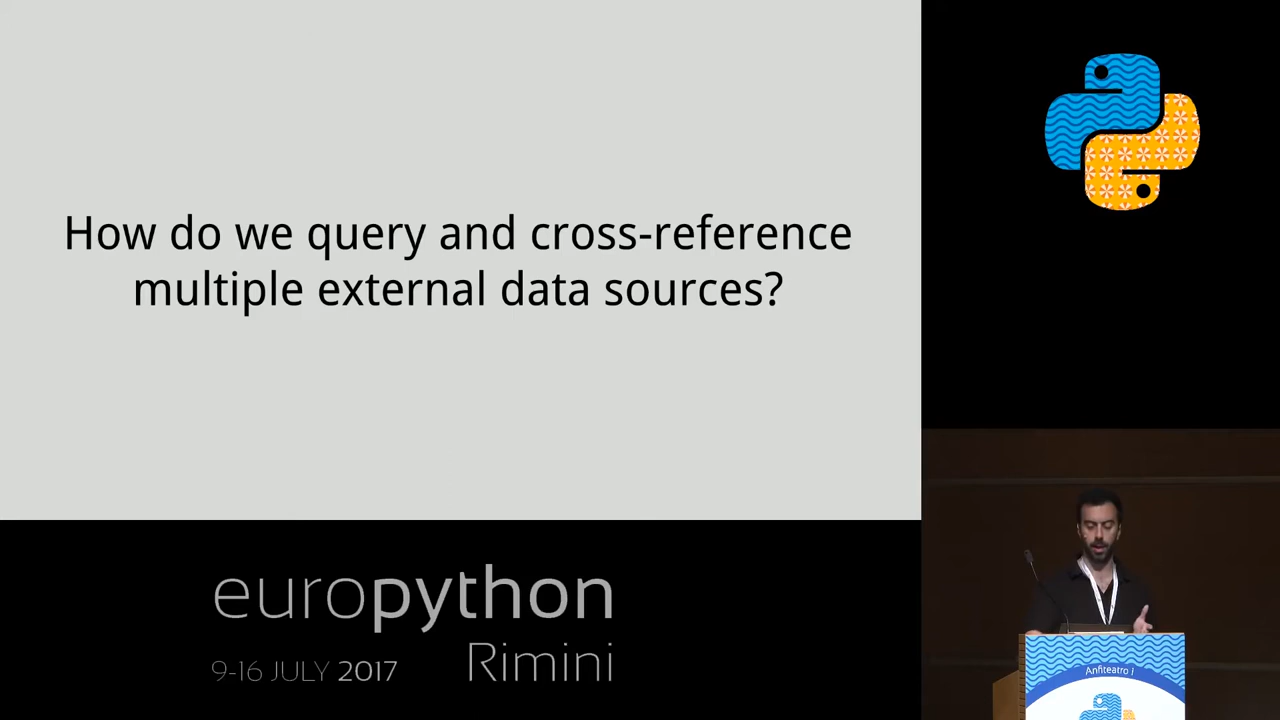 How do we query and cross-reference
multiple external data sources?
europython
9-16 JULY 2017 Rimini
Anfiteatro 1